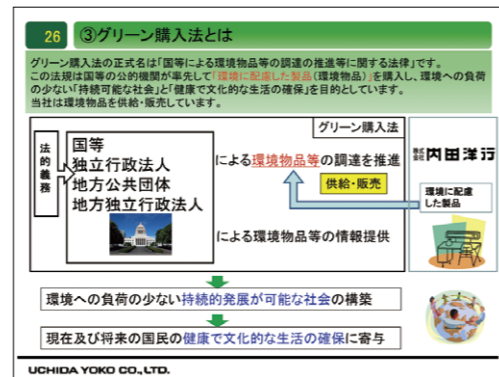 26 ③グリーン購入法とは
グリーン購入法の正式名は「国等による環境物品等の調達の推進等に関する法律」です。
この法規は国等の公的機関が率先して「環境に配慮した製品(環境物品)」を購入し、環境への負荷
の少ない「持続可能な社会」と「健康で文化的な生活の確保」を目的としています。
当社は環境物品を供給・販売しています。
グリーン購入法
法的義務
国等
独立行政法人
地方公共団体
地方独立行政法人
による環境物品等の調達を推進
供給・販売
による環境物品等の情報提供
株式会社 内田洋行
環境に配慮
した製品
環境への負荷の少ない持続的発展が可能な社会の構築
現在及び将来の国民の健康で文化的な生活の確保に寄与
UCHIDA YOKO CO., LTD.